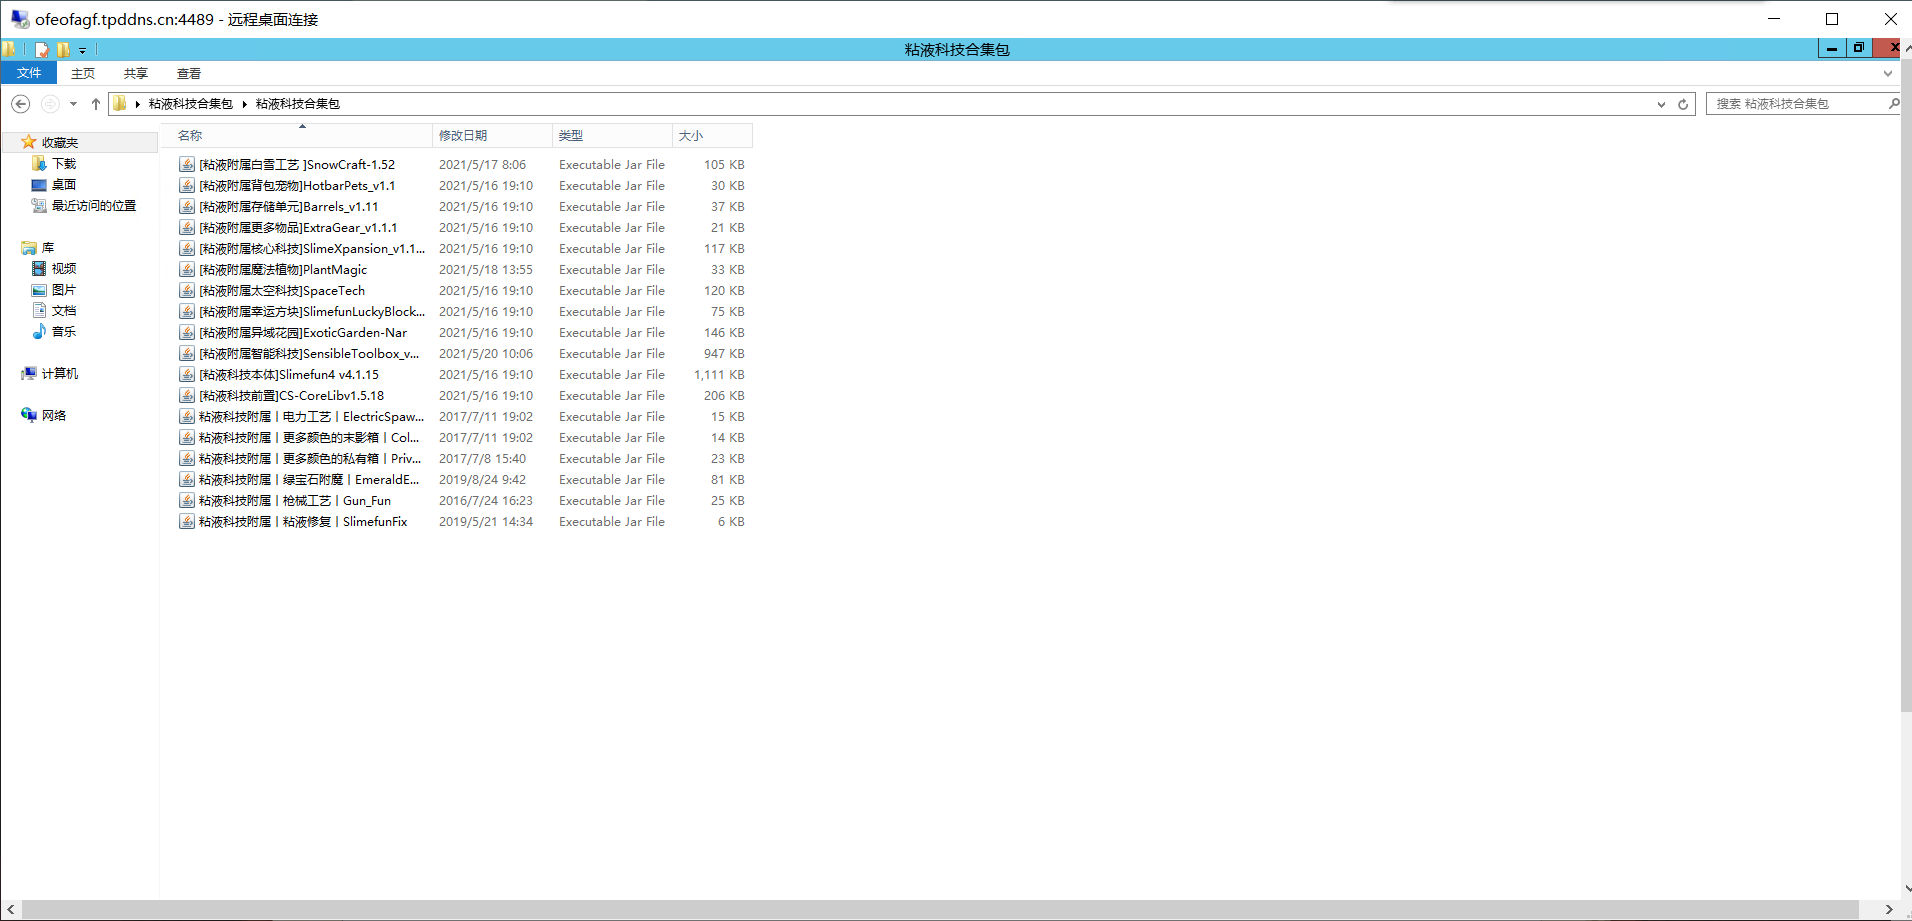 ofeofagf.tpddns.cn:4489 - 远程桌面连接
粘液科技合集包
文件 主页 共享 查看
粘液科技合集包 粘液科技合集包 搜索 粘液科技合集包
名称 修改日期 类型 大小
收藏夹
下载
桌面
最近访问的位置
库
视频
图片
文档
音乐
计算机
网络
[粘液附属白雪工艺 ]SnowCraft-1.52 2021/5/17 8:06 Executable Jar File 105 KB
[粘液附属背包宠物]HotbarPets_v1.1 2021/5/16 19:10 Executable Jar File 30 KB
[粘液附属存储单元]Barrels_v1.11 2021/5/16 19:10 Executable Jar File 37 KB
[粘液附属更多物品]ExtraGear_v1.1.1 2021/5/16 19:10 Executable Jar File 21 KB
[粘液附属核心科技]SlimeXpansion_v1.1... 2021/5/16 19:10 Executable Jar File 117 KB
[粘液附属魔法植物]PlantMagic 2021/5/18 13:55 Executable Jar File 33 KB
[粘液附属太空科技]SpaceTech 2021/5/16 19:10 Executable Jar File 120 KB
[粘液附属幸运方块]SlimefunLuckyBlock... 2021/5/16 19:10 Executable Jar File 75 KB
[粘液附属异域花园]ExoticGarden-Nar 2021/5/16 19:10 Executable Jar File 146 KB
[粘液附属智能科技]SensibleToolbox_v... 2021/5/20 10:06 Executable Jar File 947 KB
[粘液科技本体]Slimefun4 v4.1.15 2021/5/16 19:10 Executable Jar File 1,111 KB
[粘液科技前置]CS-CoreLibv1.5.18 2021/5/16 19:10 Executable Jar File 206 KB
粘液科技附属丨电力工艺丨ElectricSpaw... 2017/7/11 19:02 Executable Jar File 15 KB
粘液科技附属丨更多颜色的末影箱丨Col... 2017/7/11 19:02 Executable Jar File 14 KB
粘液科技附属丨更多颜色的私有箱丨Priv... 2017/7/8 15:40 Executable Jar File 23 KB
粘液科技附属丨绿宝石附魔丨EmeraldE... 2019/8/24 9:42 Executable Jar File 81 KB
粘液科技附属丨枪械工艺丨Gun_Fun 2016/7/24 16:23 Executable Jar File 25 KB
粘液科技附属丨粘液修复丨SlimefunFix 2019/5/21 14:34 Executable Jar File 6 KB